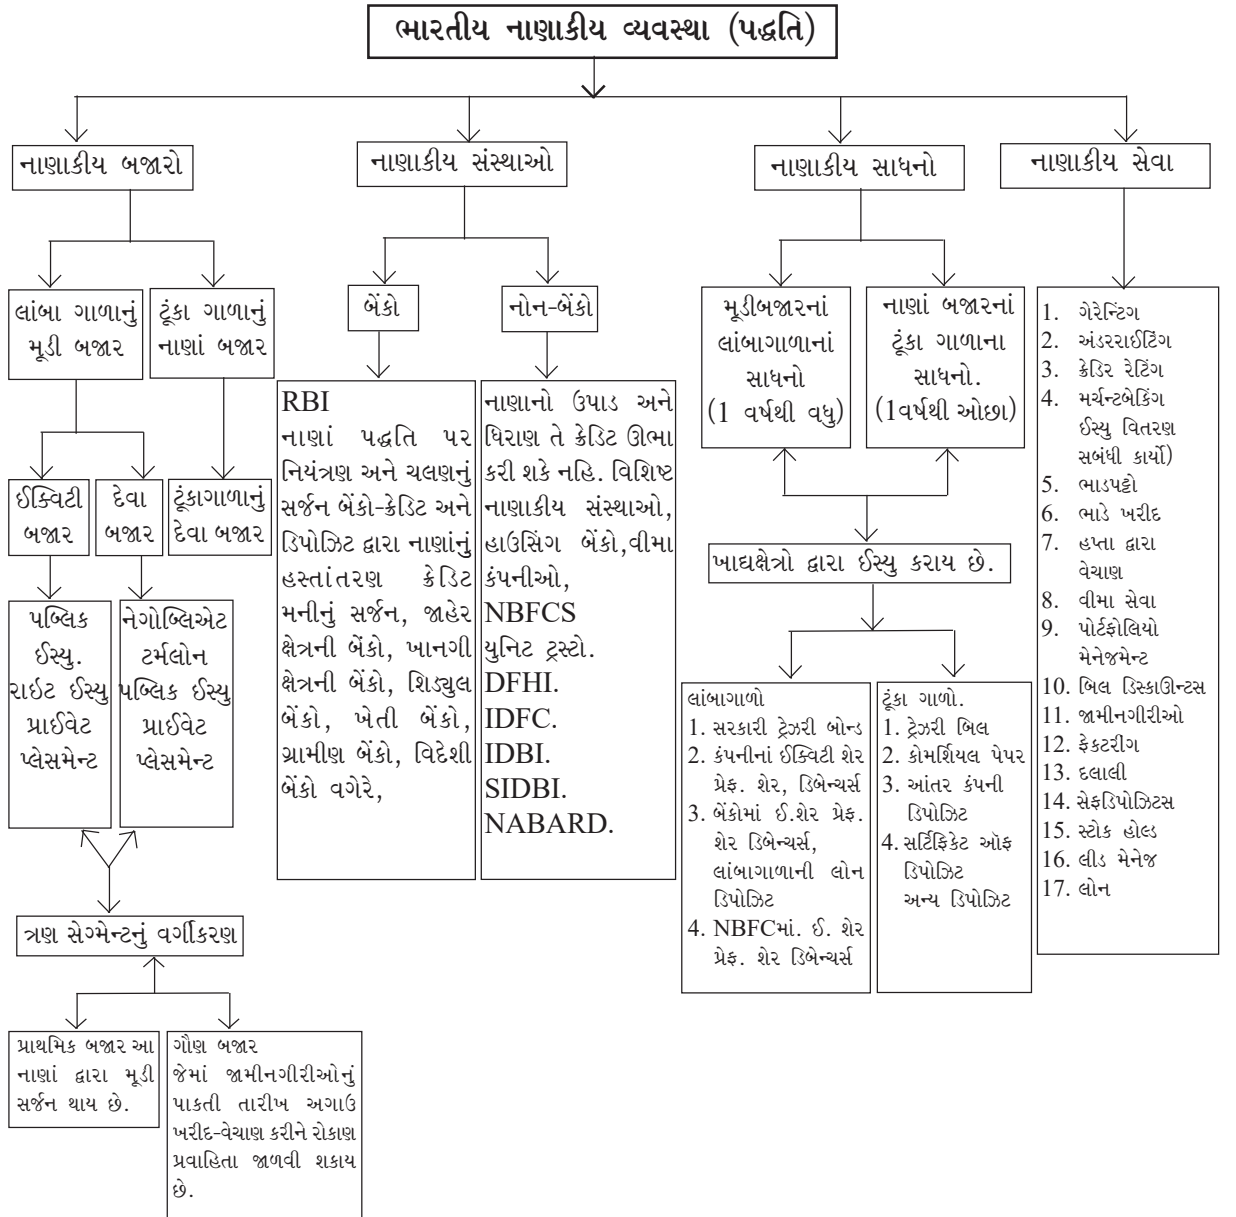 ભારતીય નાણાકીય વ્યવસ્થા (પદ્ધતિ)
નાણાકીય બજારો
નાણાકીય સંસ્થાઓ
નાણાકીય સાધનો
નાણાકીય સેવા
લાંબા ગાળાનું
મૂડી બજાર
ટૂંકા ગાળાનું
નાણાં બજાર
બેંકો
નોન-બેંકો
મૂડીબજારનાં
લાંબાગાળાનાં
સાધનો
(1 વર્ષથી વધુ)
નાણાં બજારનાં
ટૂંકા ગાળાના
સાધનો.
(1વર્ષથી ઓછા)
ઈક્વિટી
બજાર
દેવા
બજાર
ટૂંકાગાળાનું
દેવા બજાર
પબ્લિક
ઈસ્યુ.
રાઇટ ઈસ્યુ
પ્રાઈવેટ
પ્લેસમેન્ટ
નેગોબ્લિએટ
ટર્મલોન
પબ્લિક ઈસ્યુ
પ્રાઈવેટ
પ્લેસમેન્ટ
ત્રણ સેગ્મેન્ટનું વર્ગીકરણ
પ્રાથમિક બજાર આ
નાણાં દ્વારા મૂડી
સર્જન થાય છે.
ગૌણ બજાર
જેમાં જામીનગીરીઓનું
પાકતી તારીખ અગાઉ
ખરીદ-વેચાણ કરીને રોકાણ
પ્રવાહિતા જાળવી શકાય
છે.
RBI
નાણાં પદ્ધતિ પર
નિયંત્રણ અને ચલણનું
સર્જન બેંકો-ક્રેડિટ અને
ડિપોઝિટ દ્વારા નાણાંનું
હસ્તાંતરણ ક્રેડિટ
મનીનું સર્જન, જાહેર
ક્ષેત્રની બેંકો, ખાનગી
ક્ષેત્રની બેંકો, શિડ્યુલ
બેંકો, ખેતી બેંકો,
ગ્રામીણ બેંકો, વિદેશી
બેંકો વગેરે,
નાણાનો ઉપાડ અને
ધિરાણ તે ક્રેડિટ ઊભા
કરી શકે નહિ. વિશિષ્ટ
નાણાકીય સંસ્થાઓ,
હાઉસિંગ બેંકો,વીમા
કંપનીઓ,
NBFCS
યુનિટ ટ્રસ્ટો.
DFHI.
IDFC.
IDBI.
SIDBI.
NABARD.
ખાદ્યક્ષેત્રો દ્વારા ઈસ્યુ કરાય છે.
લાંબાગાળો
1. સરકારી ટ્રેઝરી બોન્ડ
2. કંપનીનાં ઈક્વિટી શેર
પ્રેફ. શેર, ડિબેન્ચર્સ
3. બેંકોમાં ઈ.શેર પ્રેફ.
શેર ડિબેન્ચર્સ,
લાંબાગાળાની લોન
ડિપોઝિટ
4. NBFCમાં. ઈ. શેર
પ્રેફ. શેર ડિબેન્ચર્સ
ટૂંકા ગાળો.
1. ટ્રેઝરી બિલ
2. કોમર્શિયલ પેપર
3. આંતર કંપની
ડિપોઝિટ
4. સર્ટિફિકેટ ઑફ
ડિપોઝિટ
અન્ય ડિપોઝિટ
1. ગેરેન્ટિંગ
2. અંડરરાઈટિંગ
3. ક્રેડિર રેટિંગ
4. મર્ચન્ટબેકિંગ
ઈસ્યુ વિતરણ
સબંધી કાર્યો)
5. ભાડપટ્ટો
6. ભાડે ખરીદ
7. હપ્તા દ્વારા
વેચાણ
8. વીમા સેવા
9. પોર્ટફોલિયો
મેનેજમેન્ટ
10. બિલ ડિસ્કાઊન્ટસ
11. જામીનગીરીઓ
12. ફેકટરીંગ
13. દલાલી
14. સેફડિપોઝિટસ
15. સ્ટોક હોલ્ડ
16. લીડ મેનેજ
17. લોન